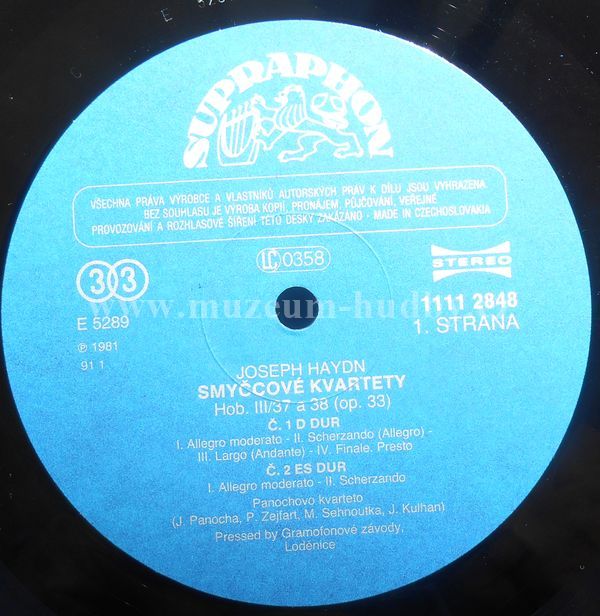 SUPRAPHON
VŠECHNA PRÁVA VÝROBCE A VLASTNÍKŮ AUTORSKÝCH PRÁV K DÍLU JSOU VYHRAZENA
BEZ SOUHLASU JE VÝROBA KOPIÍ, PRONÁJEM, PŮJČOVÁNÍ, VEŘEJNÉ
PROVOZOVÁNÍ A ROZHLASOVÉ ŠÍŘENÍ TÉTO DESKY ZAKÁZÁNO · MADE IN CZECHOSLOVAKIA
LC 0358
33
STEREO
www.muzeum-hud
E 5289
1111 2848
1. STRANA
℗ 1981
91 1
JOSEPH HAYDN
SMYČCOVÉ KVARTETY
Hob. III/37 a 38 (op. 33)
Č. 1 D DUR
I. Allegro moderato - II. Scherzando (Allegro) -
III. Largo (Andante) - IV. Finale. Presto
Č. 2 ES DUR
I. Allegro moderato - II. Scherzando
Panochovo kvarteto
(J. Panocha, P. Zejfart, M. Sehnoutka, J. Kulhan)
Pressed by Gramofonové závody,
Loděnice